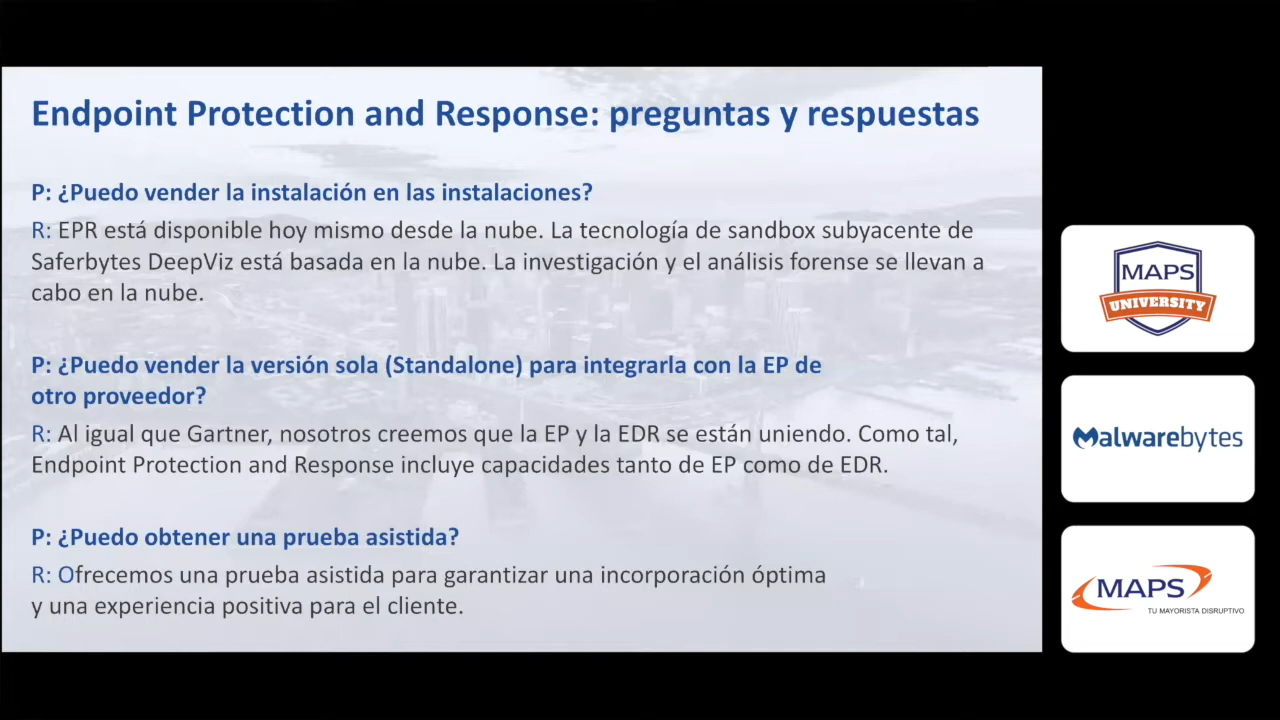 Endpoint Protection and Response: preguntas y respuestas
P: ¿Puedo vender la instalación en las instalaciones?
R: EPR está disponible hoy mismo desde la nube. La tecnología de sandbox subyacente de
Saferbytes DeepViz está basada en la nube. La investigación y el análisis forense se llevan a
cabo en la nube.
P: ¿Puedo vender la versión sola (Standalone) para integrarla con la EP de
otro proveedor?
R: Al igual que Gartner, nosotros creemos que la EP y la EDR se están uniendo. Como tal,
Endpoint Protection and Response incluye capacidades tanto de EP como de EDR.
P: ¿Puedo obtener una prueba asistida?
R: Ofrecemos una prueba asistida para garantizar una incorporación óptima
y una experiencia positiva para el cliente.
MAPS
UNIVERSITY
Malwarebytes
MAPS
TU MAYORISTA DISRUPTIVO